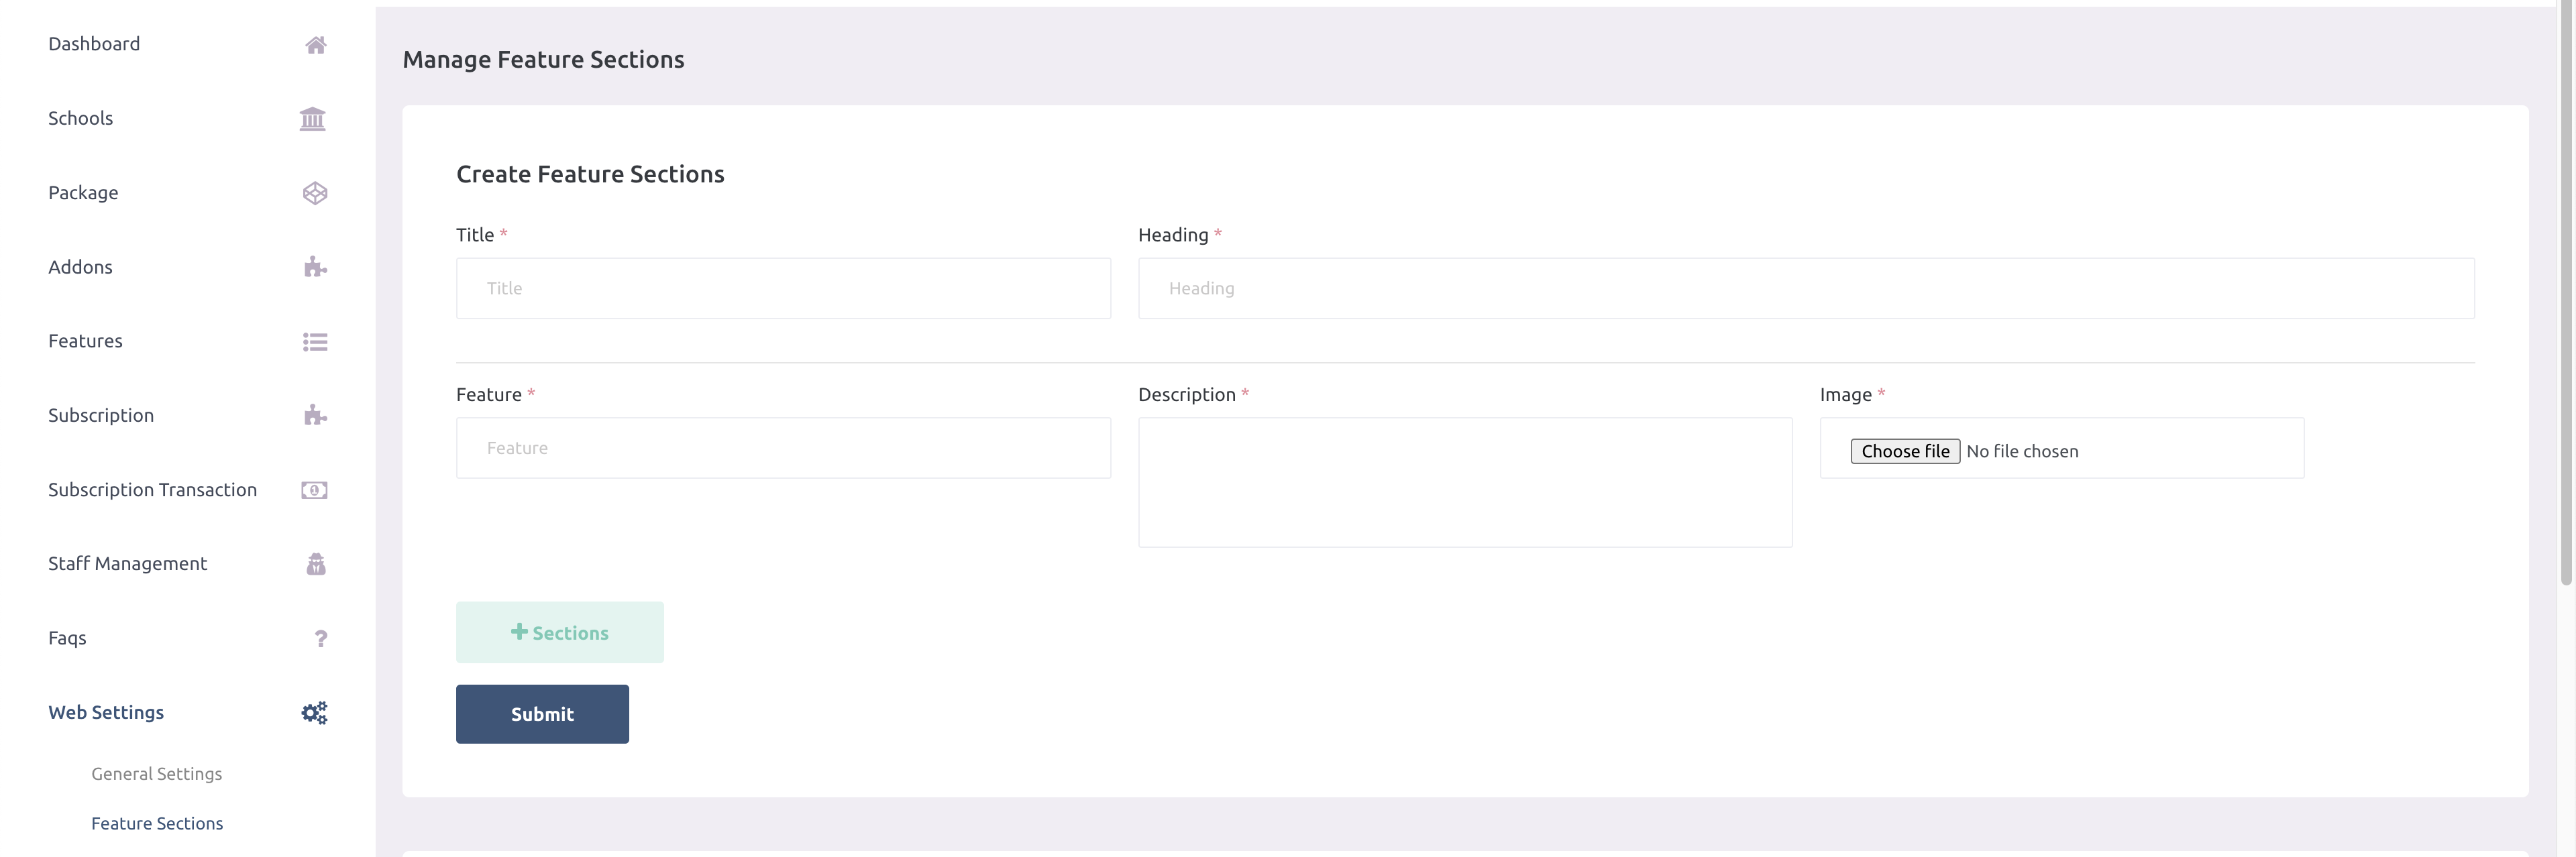 Dashboard
Schools
Package
Addons
Features
Subscription
Subscription Transaction
Staff Management
Faqs
Web Settings
General Settings
Feature Sections
Manage Feature Sections
Create Feature Sections
Title *
Heading *
Title
Heading
Feature *
Description *
Image *
Feature
Choose file No file chosen
+ Sections
Submit